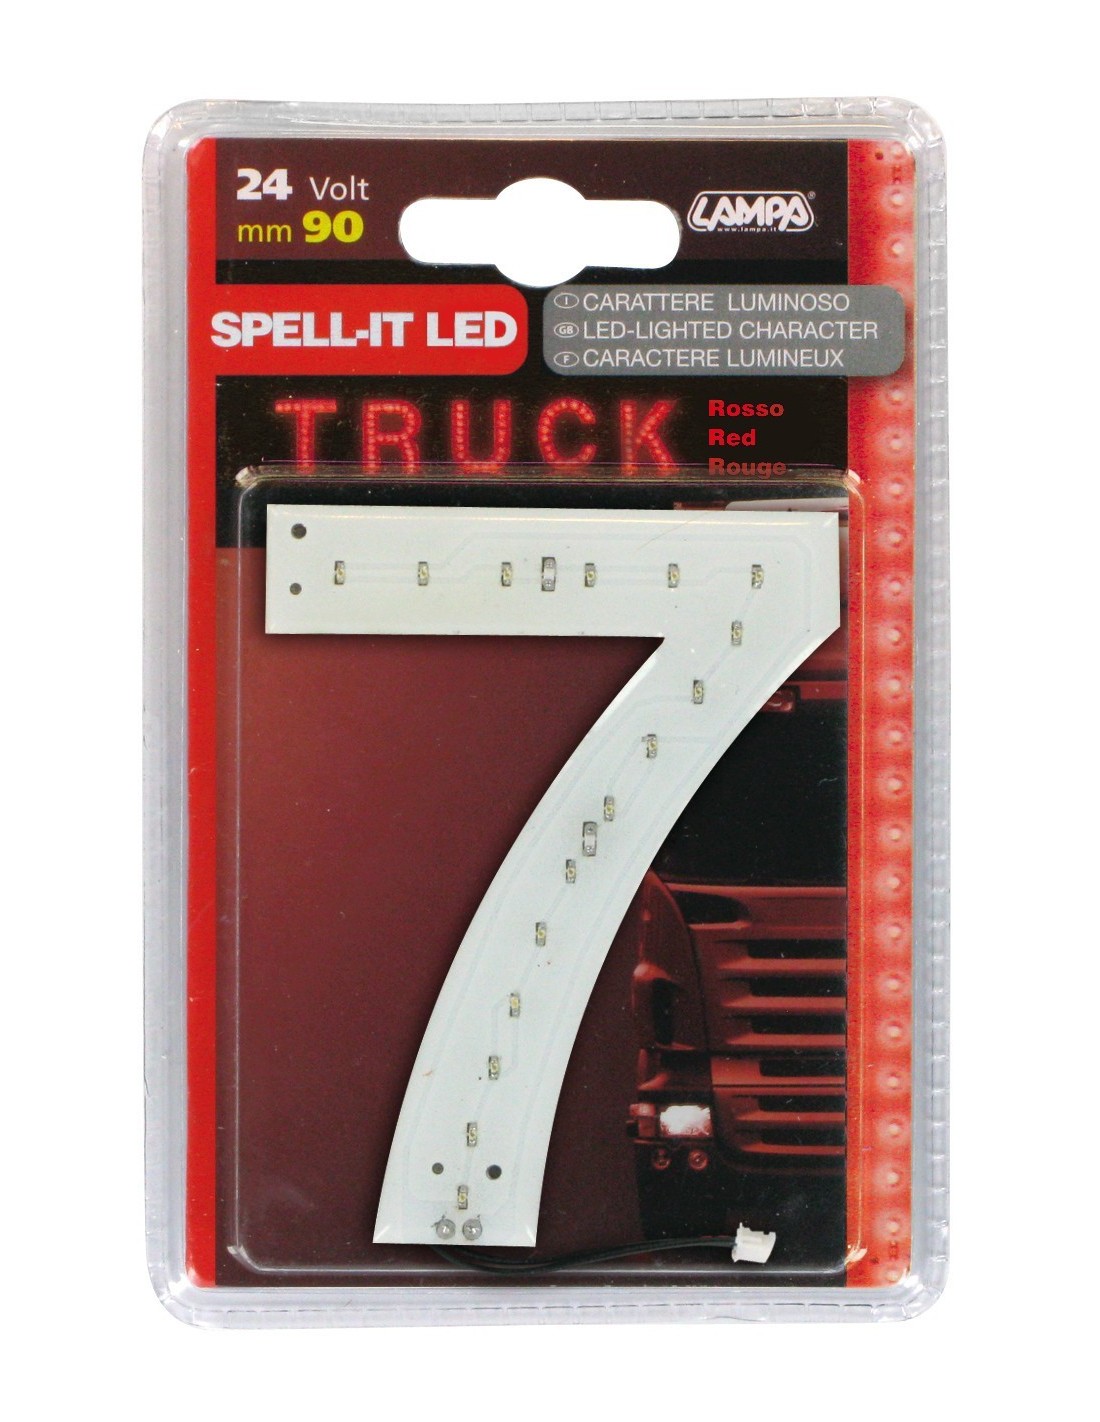 24 Volt
mm 90
LAMPA®
www.lampa.it
SPELL-IT LED
I CARATTERE LUMINOSO
GB LED-LIGHTED CHARACTER
F CARACTERE LUMINEUX
TRUCK
Rosso
Red
Rouge
7